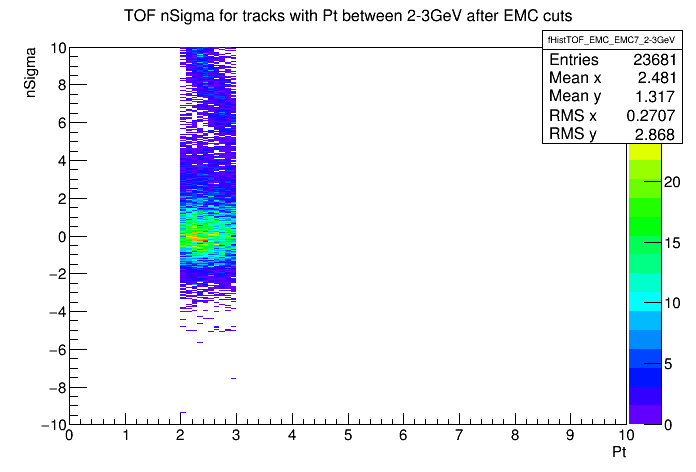 TOF nSigma for tracks with Pt between 2-3GeV after EMC cuts
fHistTOF_EMC_EMC7_2-3GeV
Entries 23681
Mean x 2.481
Mean y 1.317
RMS x 0.2707
RMS y 2.868
nSigma
10
8
6
4
2
0
−2
−4
−6
−8
−10
0 1 2 3 4 5 6 7 8 9 10
Pt
20
15
10
5
0